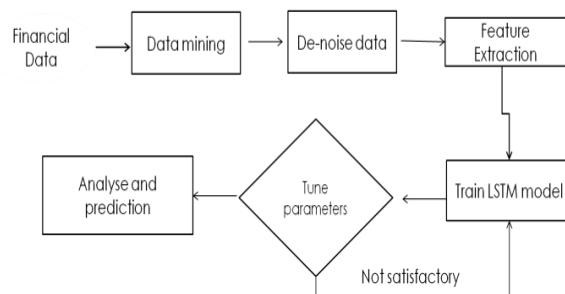 Financial
Data
Data mining
De-noise data
Feature
Extraction
Analyse and
prediction
Tune
parameters
Train LSTM model
Not satisfactory